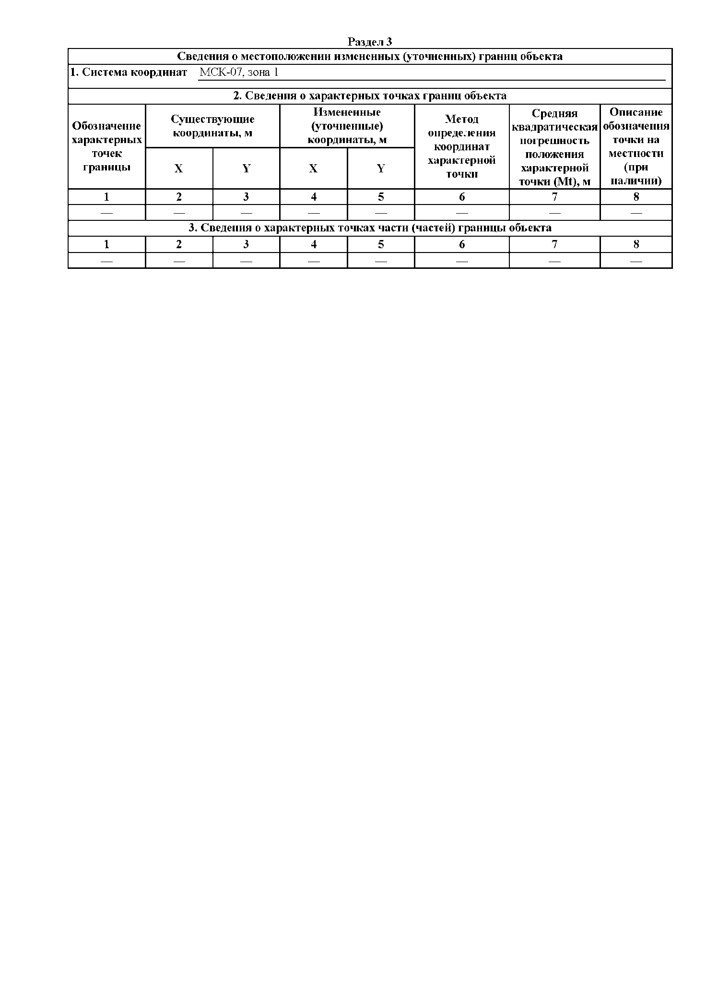 Раздел 3
Сведения о местоположении измененных (уточненных) границ объекта
1. Система координат МСК-07, зона 1
2. Сведения о характерных точках границ объекта
Обозначение
характерных
точек
границы
Существующие
координаты, м
Измененные
(уточненные)
координаты, м
Метод
определения
координат
характерной
точки
Средняя
квадратическая
погрешность
положения
характерной
точки (Mt), м
Описание
обозначения
точки на
местности
(при
наличии)
X Y X Y
1 2 3 4 5 6 7 8
— — — — — — — —
3. Сведения о характерных точках части (частей) границы объекта
1 2 3 4 5 6 7 8
— — — — — — — —